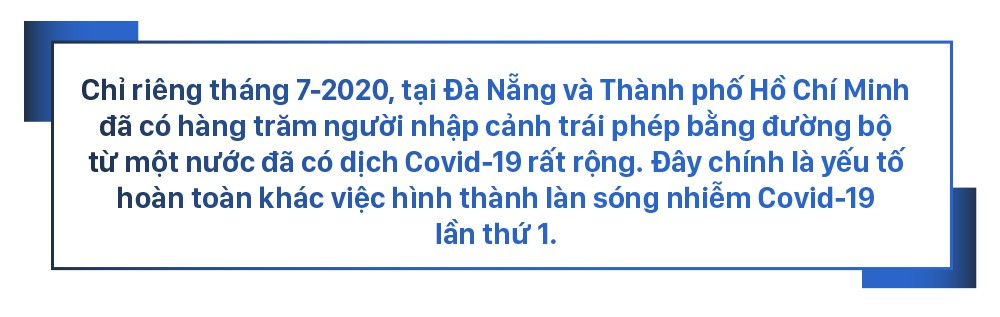 Chỉ riêng tháng 7-2020, tại Đà Nẵng và Thành phố Hồ Chí Minh
đã có hàng trăm người nhập cảnh trái phép bằng đường bộ
từ một nước đã có dịch Covid-19 rất rộng. Đây chính là yếu tố
hoàn toàn khác việc hình thành làn sóng nhiễm Covid-19
lần thứ 1.